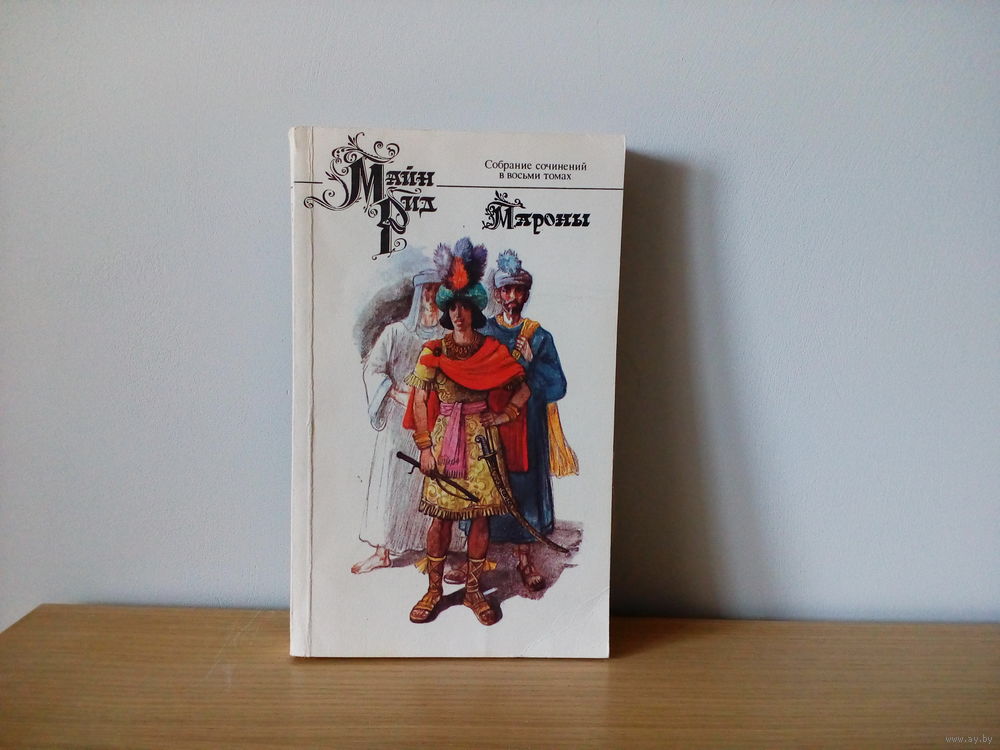 Майн
Рид
Собрание сочинений
в восьми томах
Мароны
www.ay.by